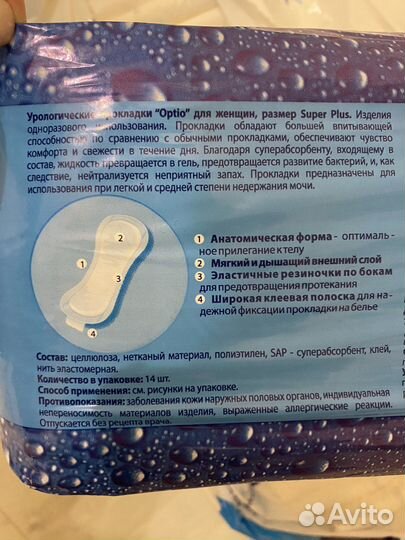 Урологические прокладки "Optio" для женщин, размер Super Plus. Изделия
одноразового использования. Прокладки обладают большей впитывающей
способностью по сравнению с обычными прокладками, обеспечивают чувство
комфорта и свежести в течение дня. Благодаря суперабсорбенту, входящему в
состав, жидкость превращается в гель, предотвращается развитие бактерий, и, как
следствие, нейтрализуется неприятный запах. Прокладки предназначены для
использования при легкой и средней степени недержания мочи.
2
1
3
4
1 Анатомическая форма - оптималь-
ное прилегание к телу
2 Мягкий и дышащий внешний слой
3 Эластичные резиночки по бокам
для предотвращения протекания
4 Широкая клеевая полоска для на-
дежной фиксации прокладки на белье
Состав: целлюлоза, нетканый материал, полиэтилен, SAP - суперабсорбент, клей,
нить эластомерная.
Количество в упаковке: 14 шт.
Способ применения: см. рисунки на упаковке.
Противопоказания: заболевания кожи наружных половых органов, индивидуальная
непереносимость материалов изделия, выраженные аллергические реакции.
Отпускается без рецепта врача.
Avito